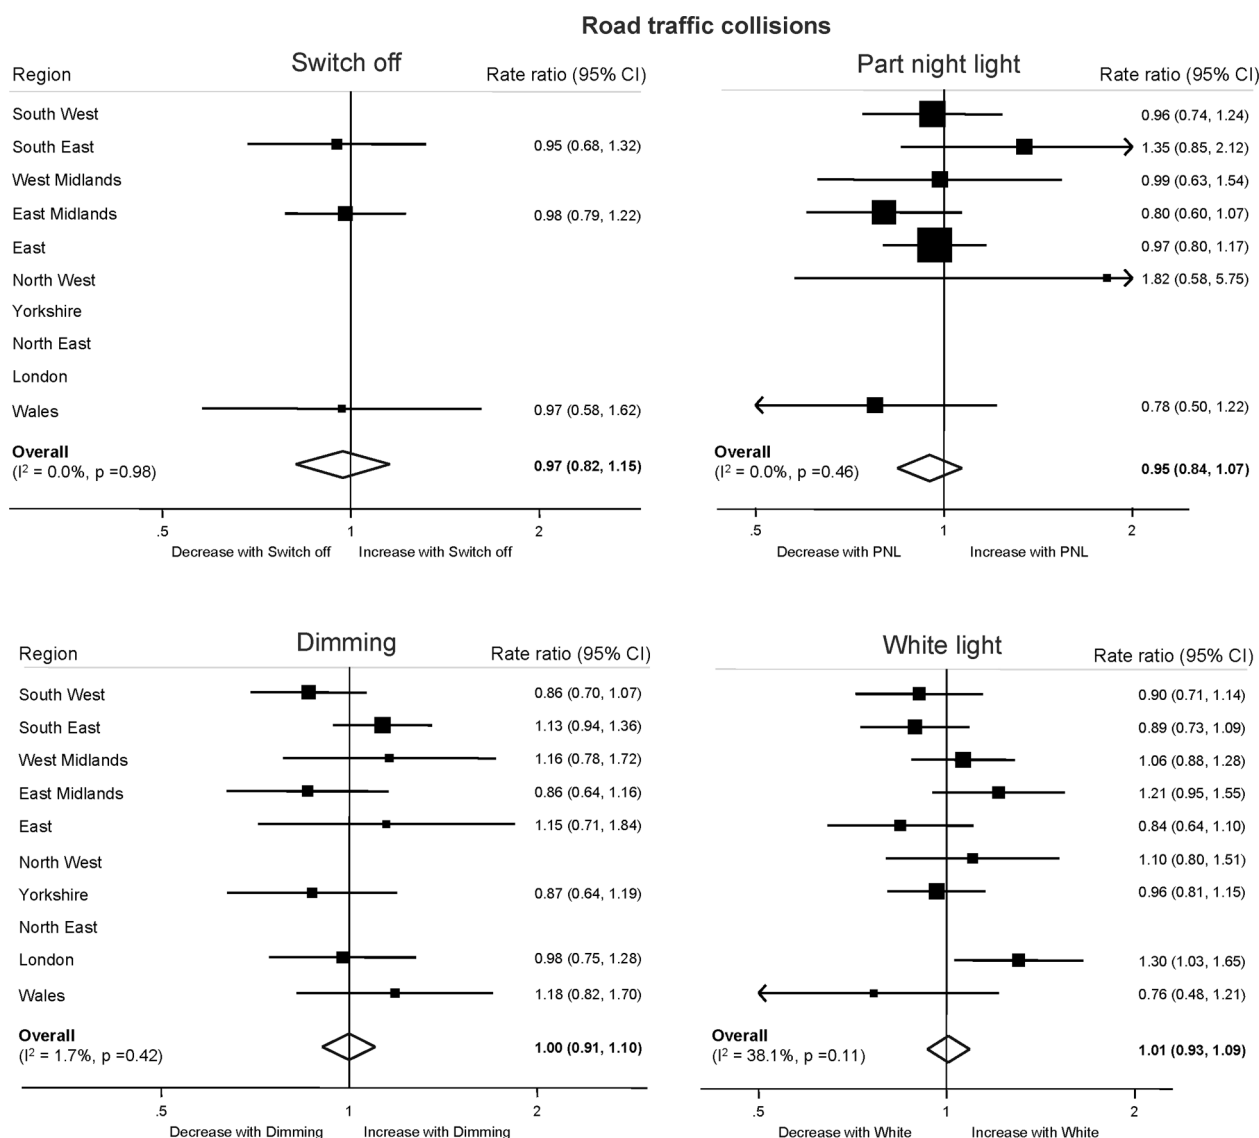 Road traffic collisions
Region Switch off Rate ratio (95% CI)
South West
South East 0.95 (0.68, 1.32)
West Midlands
East Midlands 0.98 (0.79, 1.22)
East
North West
Yorkshire
North East
London
Wales 0.97 (0.58, 1.62)
Overall
(I² = 0.0%, p =0.98) 0.97 (0.82, 1.15)
.5 1 2
Decrease with Switch off Increase with Switch off
Part night light Rate ratio (95% CI)
0.96 (0.74, 1.24)
1.35 (0.85, 2.12)
0.99 (0.63, 1.54)
0.80 (0.60, 1.07)
0.97 (0.80, 1.17)
1.82 (0.58, 5.75)
0.78 (0.50, 1.22)
Overall
(I² = 0.0%, p =0.46) 0.95 (0.84, 1.07)
.5 1 2
Decrease with PNL Increase with PNL
Region Dimming Rate ratio (95% CI)
South West 0.86 (0.70, 1.07)
South East 1.13 (0.94, 1.36)
West Midlands 1.16 (0.78, 1.72)
East Midlands 0.86 (0.64, 1.16)
East 1.15 (0.71, 1.84)
North West
Yorkshire 0.87 (0.64, 1.19)
North East
London 0.98 (0.75, 1.28)
Wales 1.18 (0.82, 1.70)
Overall
(I² = 1.7%, p =0.42) 1.00 (0.91, 1.10)
.5 1 2
Decrease with Dimming Increase with Dimming
White light Rate ratio (95% CI)
0.90 (0.71, 1.14)
0.89 (0.73, 1.09)
1.06 (0.88, 1.28)
1.21 (0.95, 1.55)
0.84 (0.64, 1.10)
1.10 (0.80, 1.51)
0.96 (0.81, 1.15)
1.30 (1.03, 1.65)
0.76 (0.48, 1.21)
Overall
(I² = 38.1%, p =0.11) 1.01 (0.93, 1.09)
.5 1 2
Decrease with White Increase with White